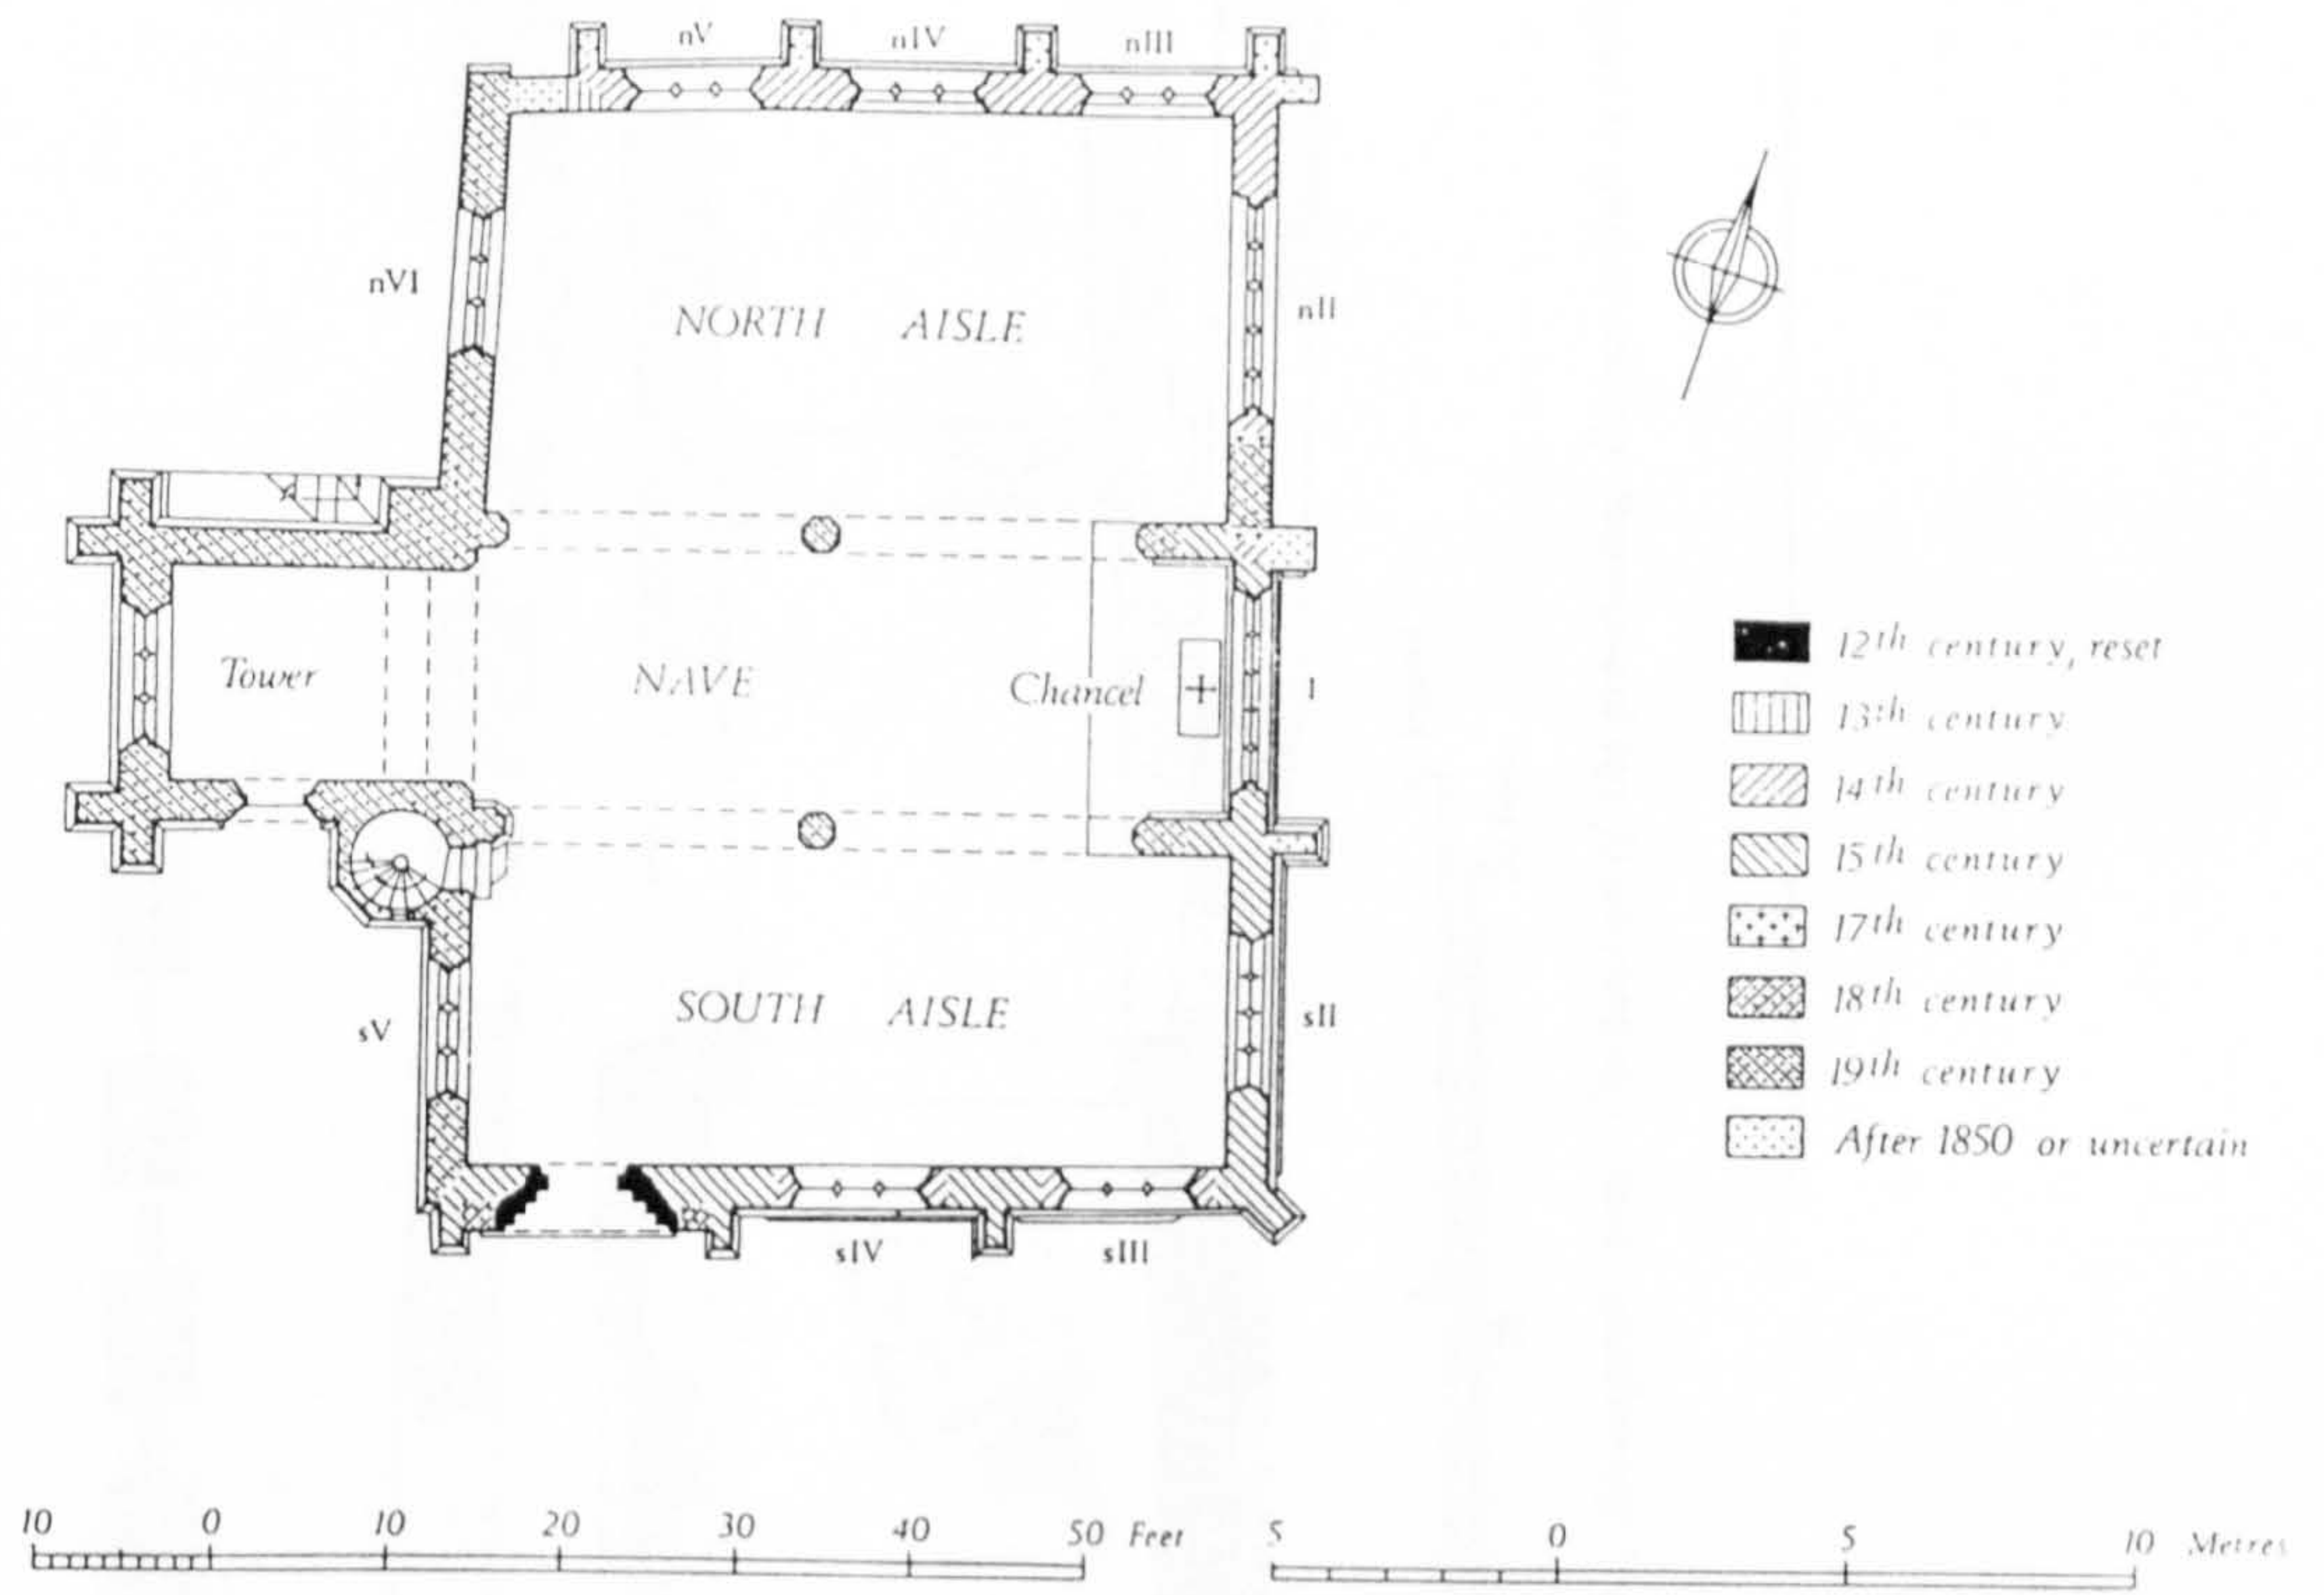 nV nIV nIII
nVI
NORTH AISLE
nII
Tower
NAVE
Chancel
I
SOUTH AISLE
sV
sII
sIV
sIII
12th century, reset
13th century
14th century
15th century
17th century
18th century
19th century
After 1850 or uncertain
10 0 10 20 30 40 50 Feet
5 0 5 10 Metres